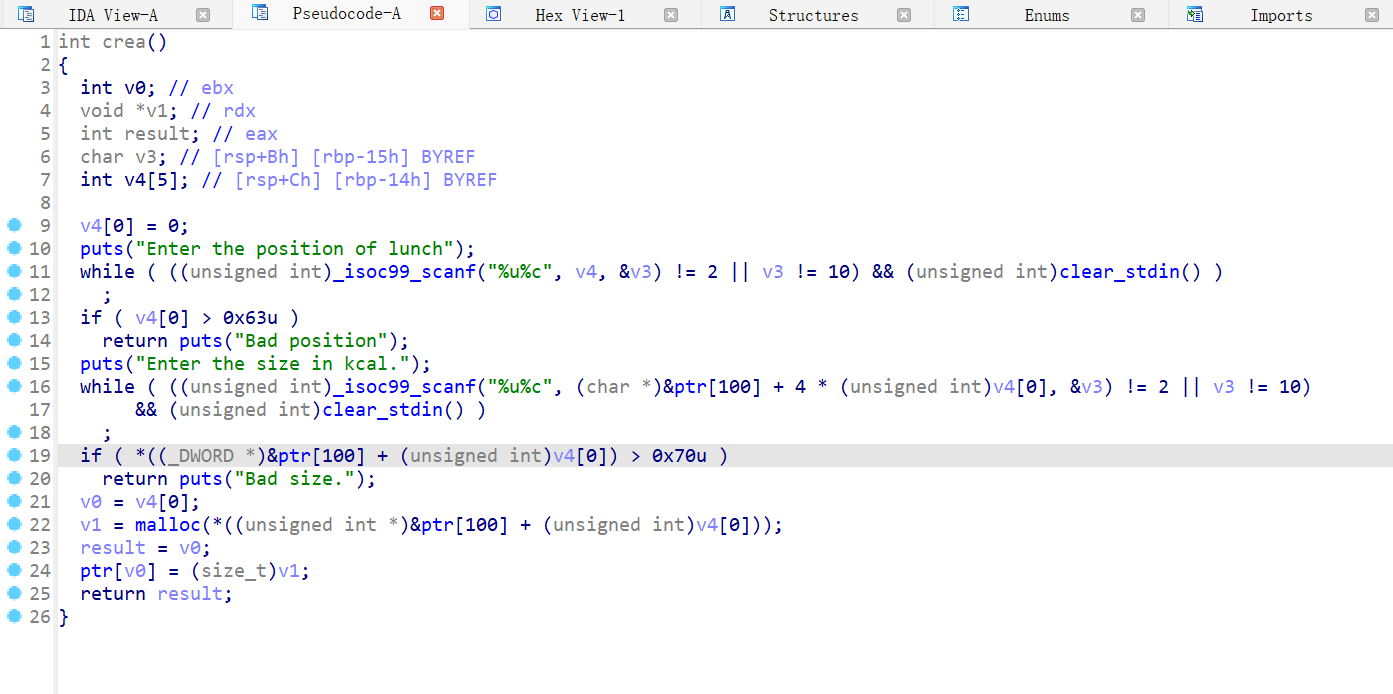 IDA View-A Pseudocode-A Hex View-1 Structures Enums Imports
1 int crea()
2 {
3   int v0; // ebx
4   void *v1; // rdx
5   int result; // eax
6   char v3; // [rsp+Bh] [rbp-15h] BYREF
7   int v4[5]; // [rsp+Ch] [rbp-14h] BYREF
8
9   v4[0] = 0;
10   puts("Enter the position of lunch");
11   while ( ((unsigned int)_isoc99_scanf("%u%c", v4, &v3) != 2 || v3 != 10) && (unsigned int)clear_stdin() )
12     ;
13   if ( v4[0] > 0x63u )
14     return puts("Bad position");
15   puts("Enter the size in kcal.");
16   while ( ((unsigned int)_isoc99_scanf("%u%c", (char *)&ptr[100] + 4 * (unsigned int)v4[0], &v3) != 2 || v3 != 10)
17        && (unsigned int)clear_stdin() )
18     ;
19   if ( *((_DWORD *)&ptr[100] + (unsigned int)v4[0]) > 0x70u )
20     return puts("Bad size.");
21   v0 = v4[0];
22   v1 = malloc(*((unsigned int *)&ptr[100] + (unsigned int)v4[0]));
23   result = v0;
24   ptr[v0] = (size_t)v1;
25   return result;
26 }